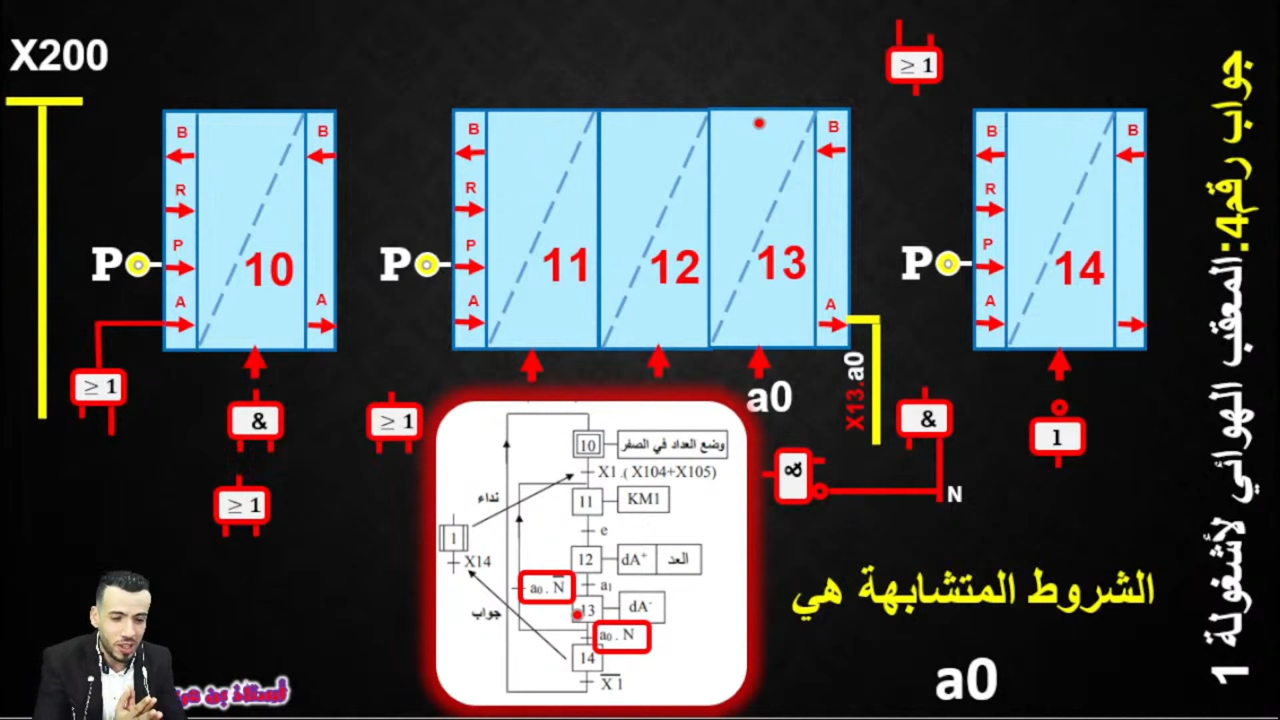 X200
≥ 1
جواب رقم4:المعقب الهوائي لأشغولة 1
B
R
P
A
10
B
A
P
B
R
P
A
11
12
13
B
A
P
B
R
P
A
14
B
P
≥ 1
&
≥ 1
≥ 1
a0
X13.a0
&
&
N
1
10
وضع العداد في الصفر
X1.( X104+X105)
نداء
11
KM1
e
1
X14
12
dA⁺
العد
a₁
a₀ . N̅
13
dA⁻
جواب
a₀ . N
14
X̅1̅
الشروط المتشابهة هي
a0